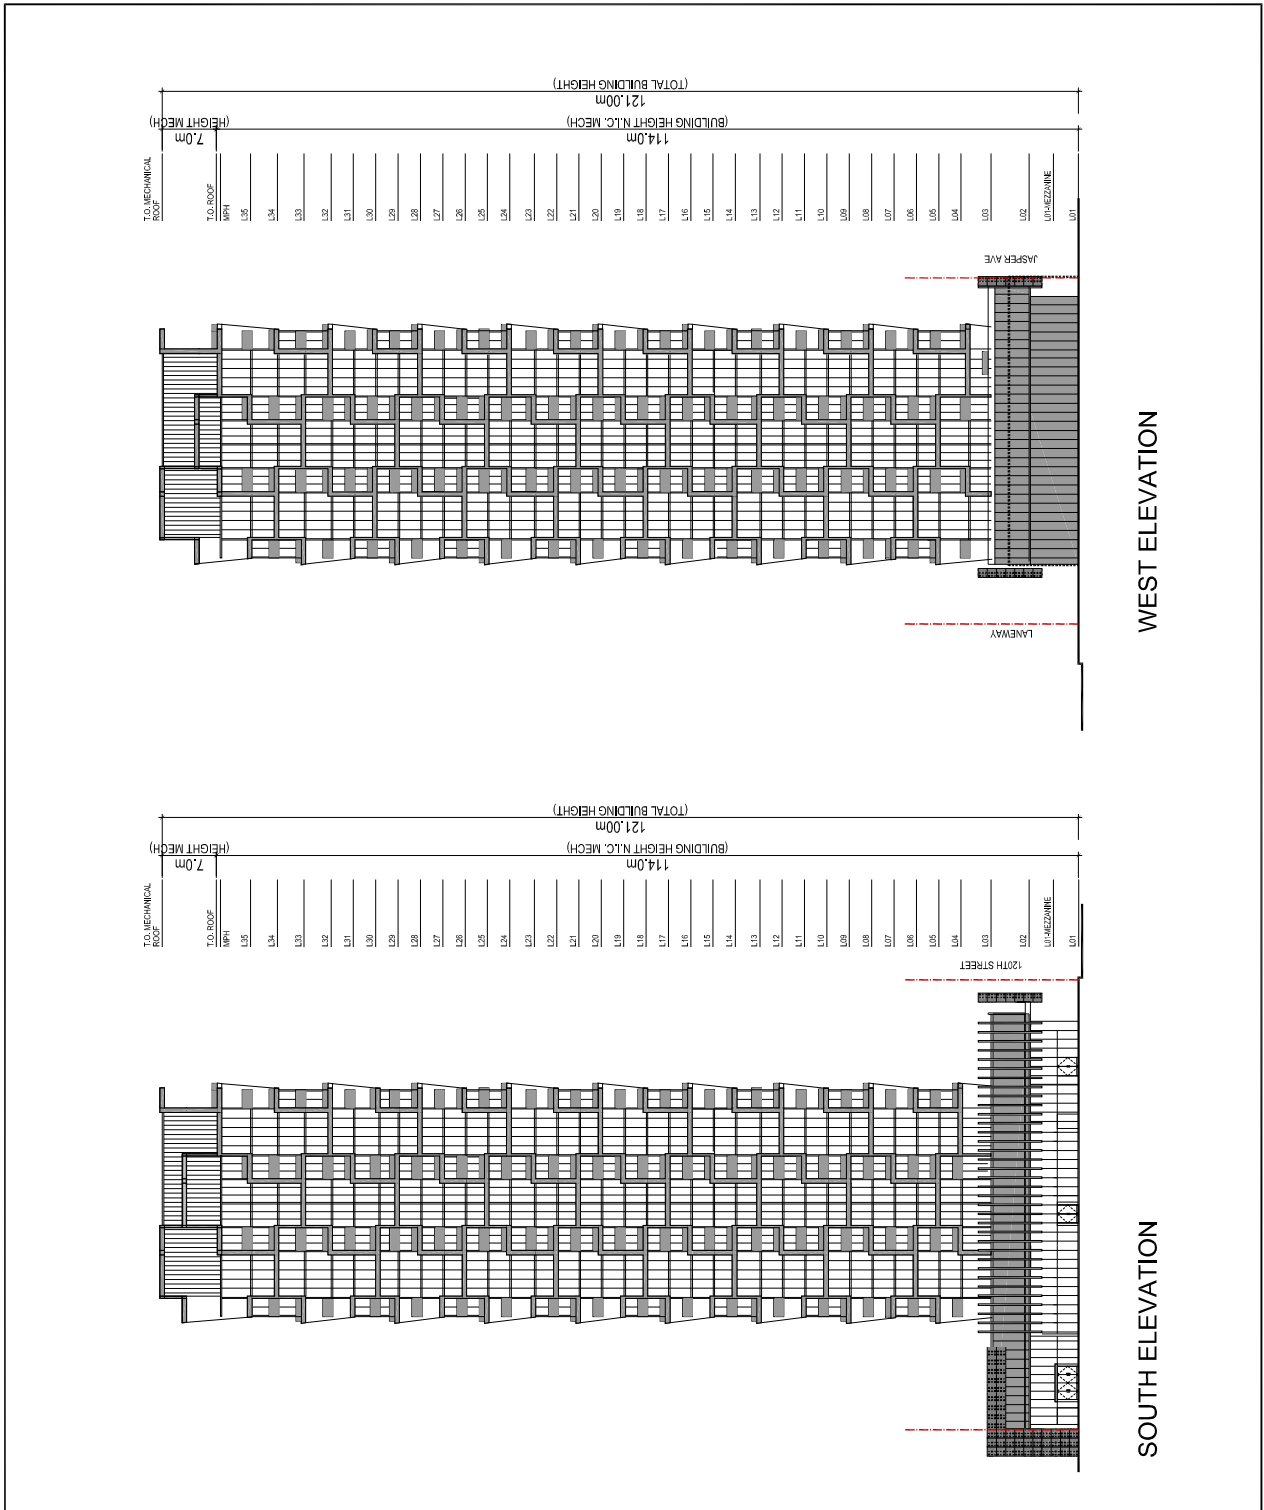 (TOTAL BUILDING HEIGHT)
121.00m
(HEIGHT MECH)
7.0m
(BUILDING HEIGHT N.I.C. MECH)
114.0m
T.O. MECHANICAL
ROOF
T.O. ROOF
MPH
L35
L34
L33
L32
L31
L30
L29
L28
L27
L26
L25
L24
L23
L22
L21
L20
L19
L18
L17
L16
L15
L14
L13
L12
L11
L10
L09
L08
L07
L06
L05
L04
L03
L02
L01-MEZZANINE
L01
JASPER AVE
LANEWAY
WEST ELEVATION
(TOTAL BUILDING HEIGHT)
121.00m
(HEIGHT MECH)
7.0m
(BUILDING HEIGHT N.I.C. MECH)
114.0m
T.O. MECHANICAL
ROOF
T.O. ROOF
MPH
L35
L34
L33
L32
L31
L30
L29
L28
L27
L26
L25
L24
L23
L22
L21
L20
L19
L18
L17
L16
L15
L14
L13
L12
L11
L10
L09
L08
L07
L06
L05
L04
L03
L02
L01-MEZZANINE
L01
120TH STREET
SOUTH ELEVATION